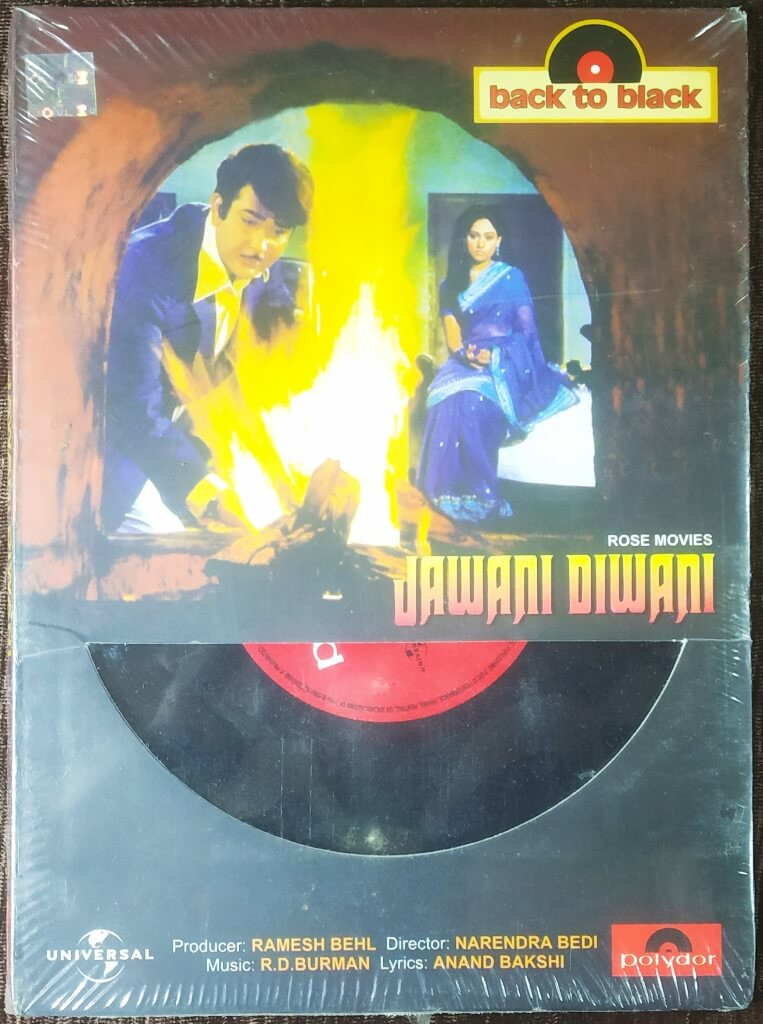 back to black
ROSE MOVIES
JAWANI DIWANI
UNIVERSAL
Producer: RAMESH BEHL Director: NARENDRA BEDI
Music: R.D.BURMAN Lyrics: ANAND BAKSHI
polydor